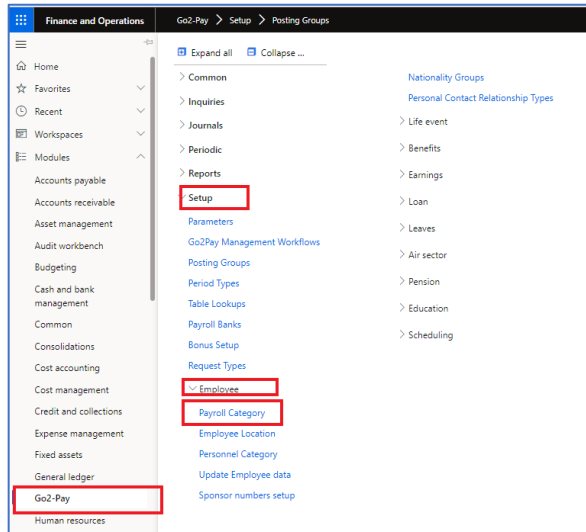 Finance and Operations
Go2-Pay > Setup > Posting Groups
Home
Favorites
Recent
Workspaces
Modules
Accounts payable
Accounts receivable
Asset management
Audit workbench
Budgeting
Cash and bank
management
Common
Consolidations
Cost accounting
Cost management
Credit and collections
Expense management
Fixed assets
General ledger
Go2-Pay
Human resources
Expand all
Collapse ...
Common
Inquiries
Journals
Periodic
Reports
Setup
Parameters
Go2Pay Management Workflows
Posting Groups
Period Types
Table Lookups
Payroll Banks
Bonus Setup
Request Types
Employee
Payroll Category
Employee Location
Personnel Category
Update Employee data
Sponsor numbers setup
Nationality Groups
Personal Contact Relationship Types
Life event
Benefits
Earnings
Loan
Leaves
Air sector
Pension
Education
Scheduling